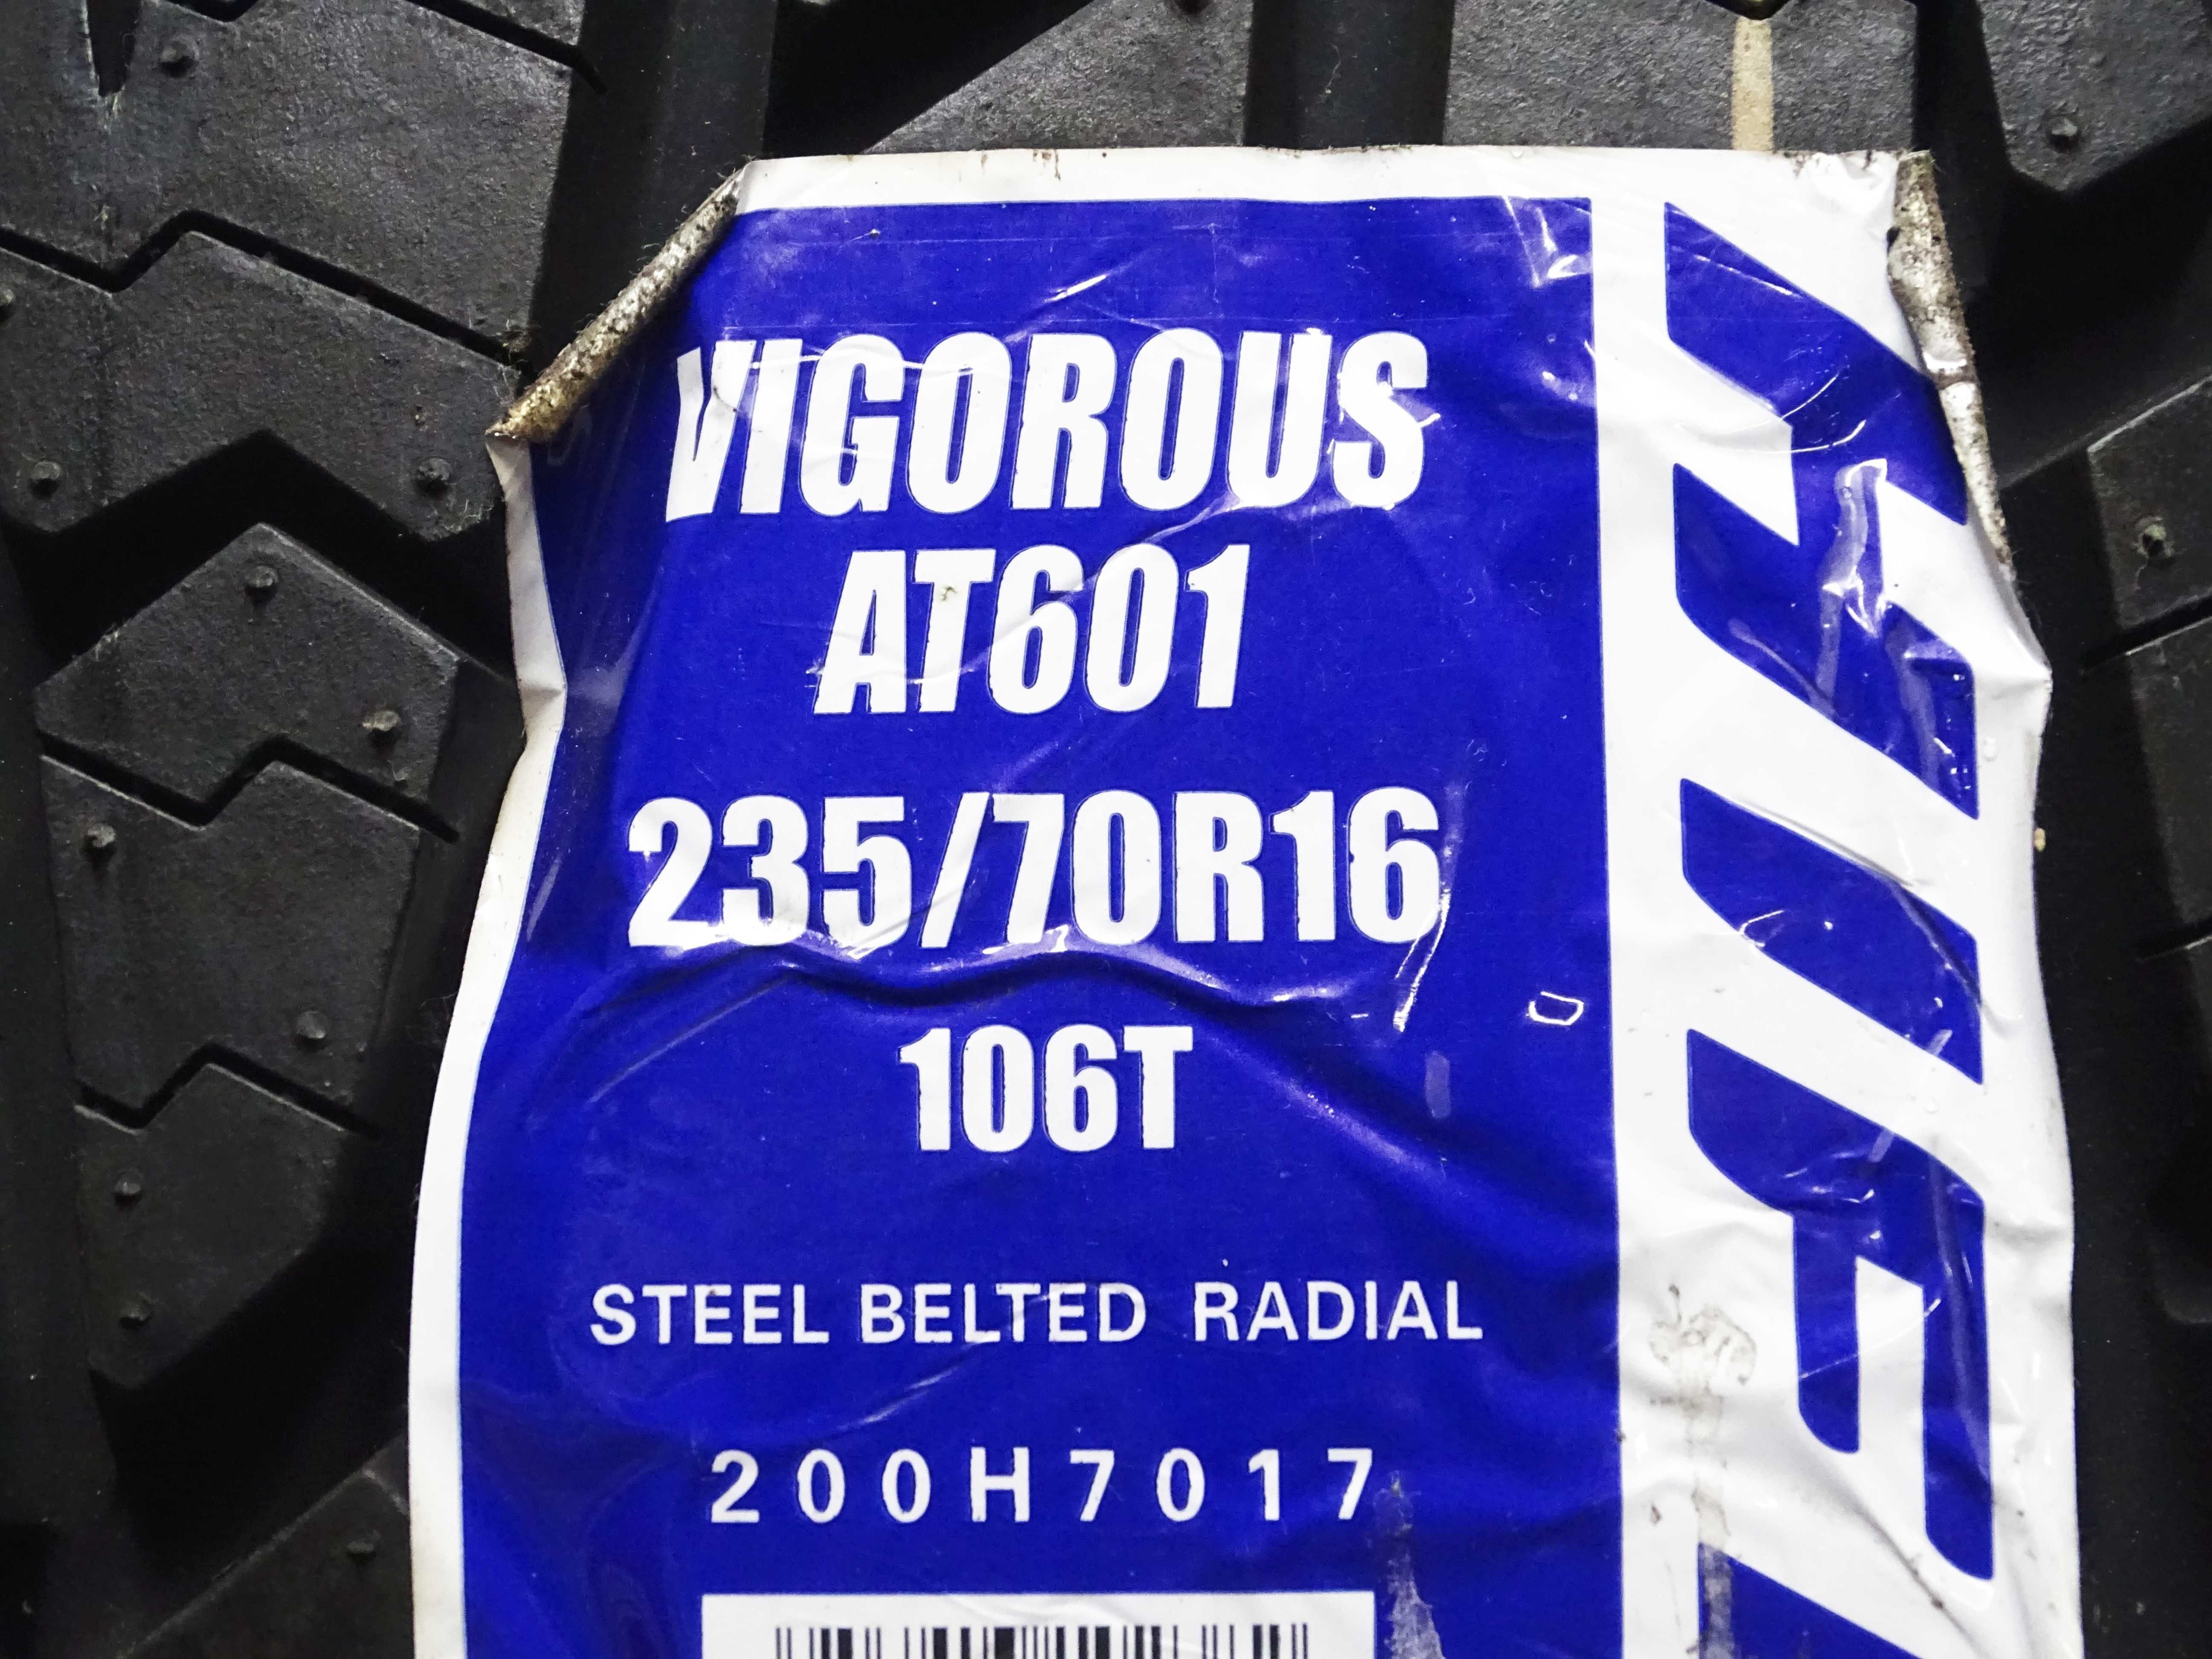 VIGOROUS
AT601
235/70R16
106T
STEEL BELTED RADIAL
200H7017